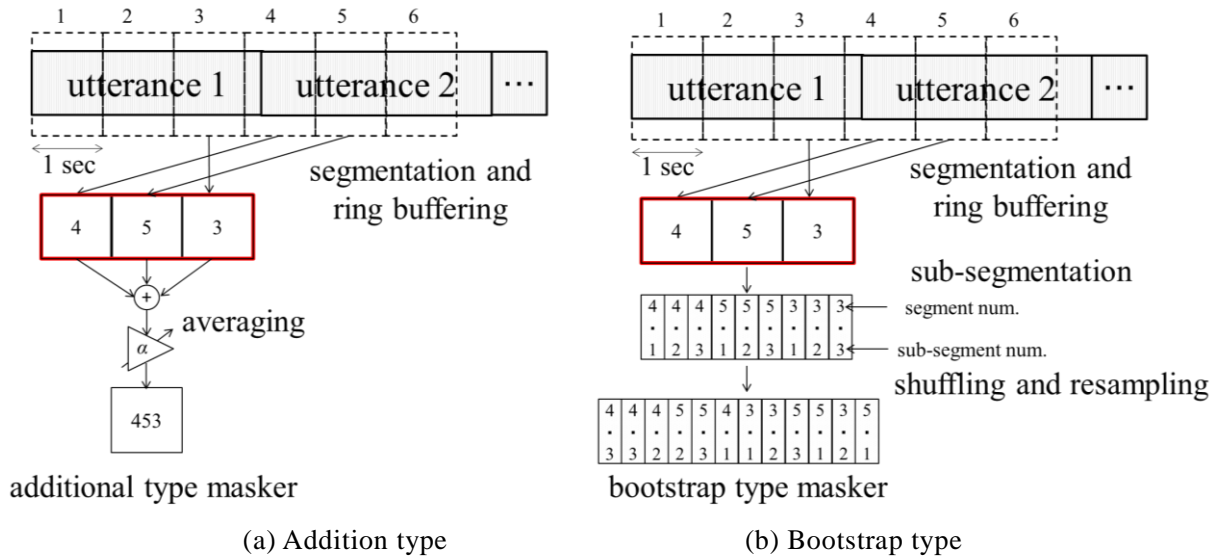 1 2 3 4 5 6
utterance 1 utterance 2 ⋯
1 sec
segmentation and
ring buffering
4 5 3
+
averaging
α
453
additional type masker
(a) Addition type
1 2 3 4 5 6
utterance 1 utterance 2 ⋯
1 sec
segmentation and
ring buffering
4 5 3
sub-segmentation
4 4 4 5 5 5 3 3 3 segment num.
. . . . . . . . .
1 2 3 1 2 3 1 2 3 sub-segment num.
shuffling and resampling
4 4 4 5 5 4 3 3 5 5 3 5
. . . . . . . . . . . .
3 3 2 2 3 1 1 2 3 1 2 1
bootstrap type masker
(b) Bootstrap type